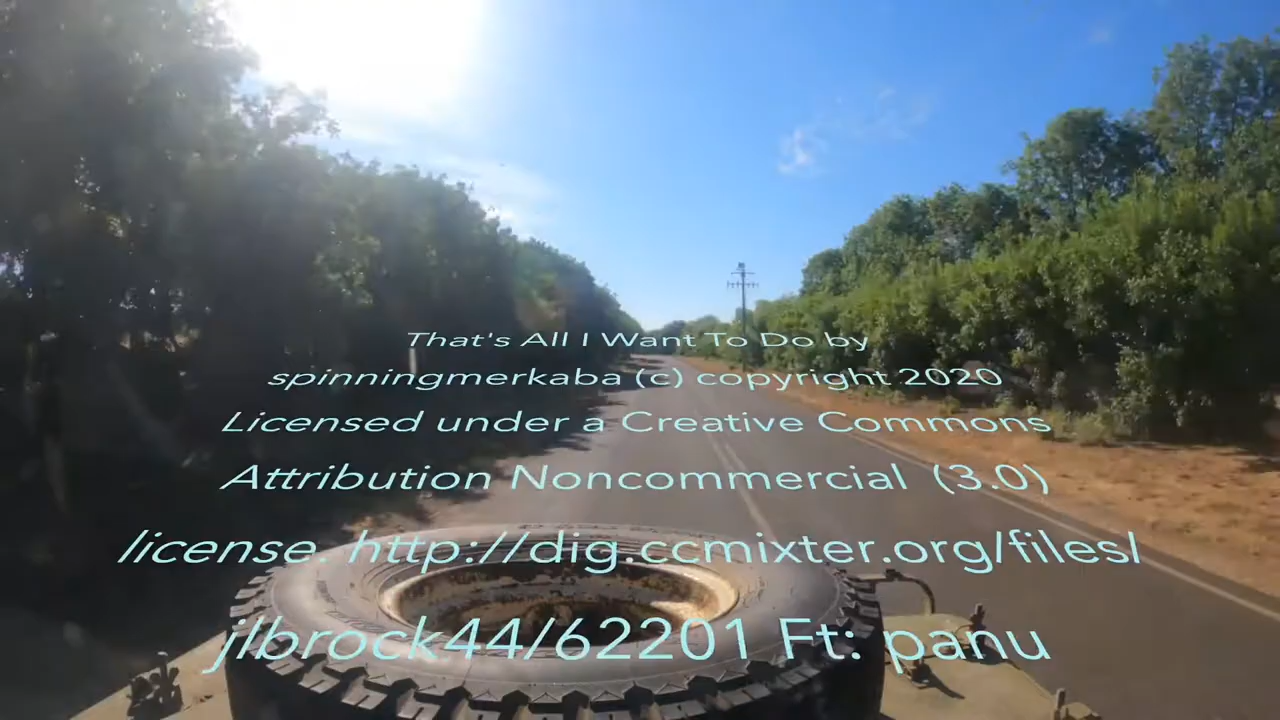 That's All I Want To Do by
spinningmerkaba (c) copyright 2020
Licensed under a Creative Commons
Attribution Noncommercial (3.0)
license. http://dig.ccmixter.org/files/
jlbrock44/62201 Ft: panu